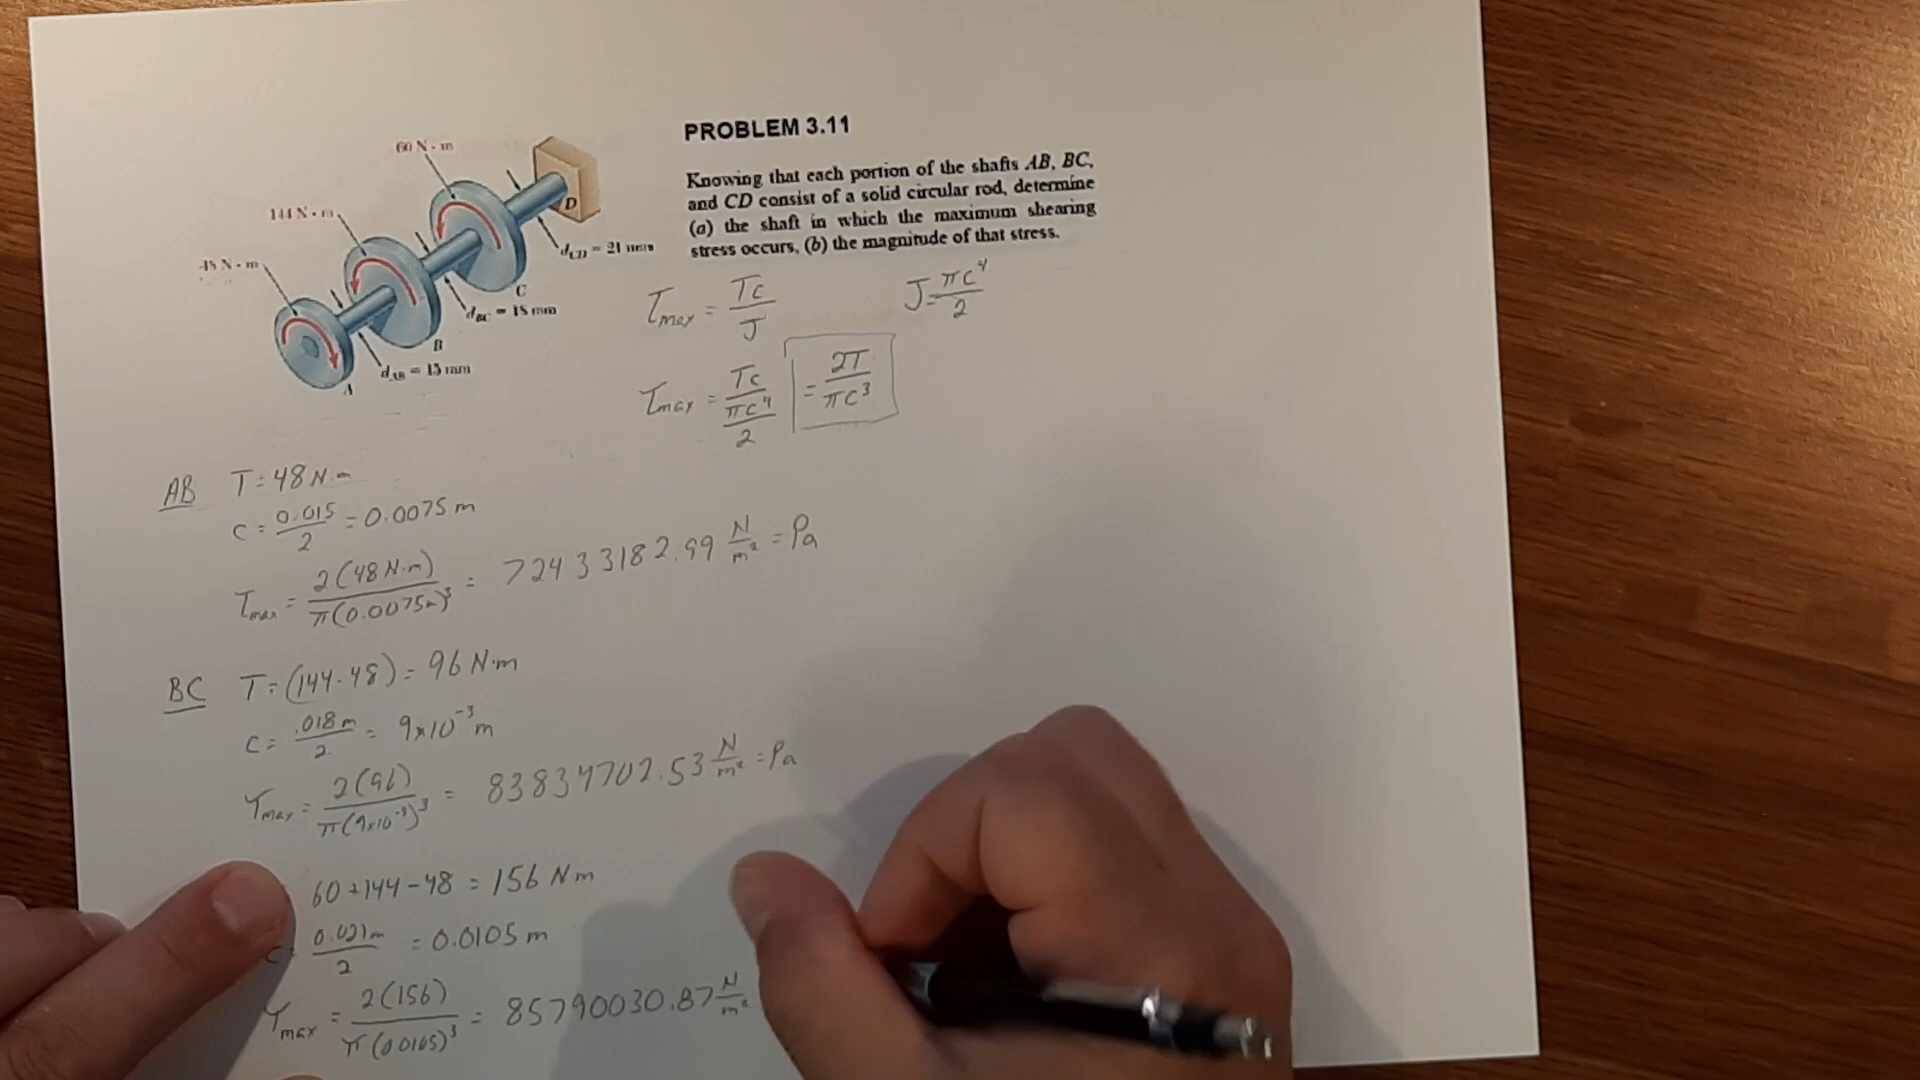 PROBLEM 3.11
Knowing that each portion of the shafts AB, BC,
and CD consist of a solid circular rod, determine
(a) the shaft in which the maximum shearing
stress occurs, (b) the magnitude of that stress.
60 N · m
144 N · m
48 N · m
A
B
C
D
d_CD = 21 mm
d_BC = 18 mm
d_AB = 15 mm
τmax = Tc/J
J = πc⁴/2
τmax = Tc/(πc⁴/2) = 2T/πc³
AB T = 48 N·m
c = 0.015/2 = 0.0075 m
τmax = 2(48 N·m)/π(0.0075m)³ = 72433182.99 N/m² = Pa
BC T = (144-48) = 96 N·m
c = .018m/2 = 9x10⁻³ m
τmax = 2(96)/π(9x10⁻³)³ = 83834702.53 N/m² = Pa
60+144-48 = 156 Nm
c = 0.021m/2 = 0.0105 m
τmax = 2(156)/π(0.0105)³ = 85790030.87 N/m²